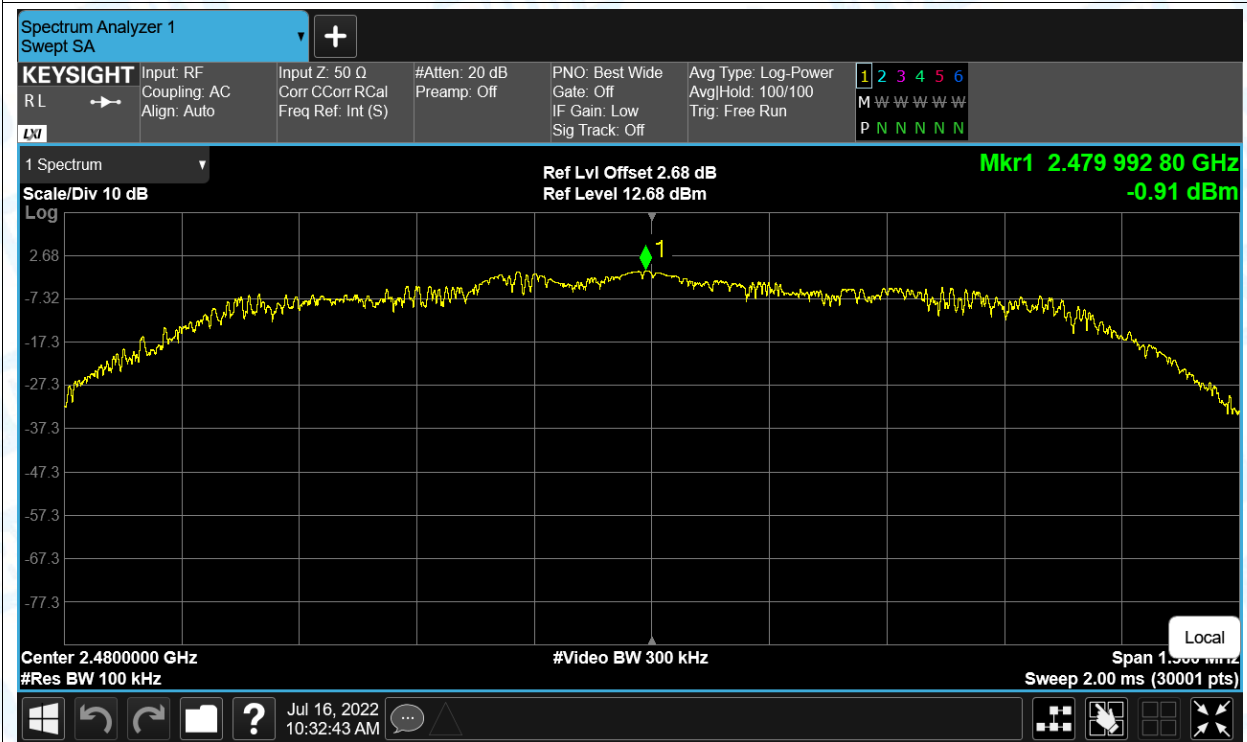 Spectrum Analyzer 1
Swept SA
KEYSIGHT
R L
LXI
Input: RF
Coupling: AC
Align: Auto
Input Z: 50 Ω
Corr CCorr RCal
Freq Ref: Int (S)
#Atten: 20 dB
Preamp: Off
PNO: Best Wide
Gate: Off
IF Gain: Low
Sig Track: Off
Avg Type: Log-Power
Avg|Hold: 100/100
Trig: Free Run
1 2 3 4 5 6
M W W W W W
P N N N N N
1 Spectrum
Scale/Div 10 dB
Log
Ref Lvl Offset 2.68 dB
Ref Level 12.68 dBm
Mkr1 2.479 992 80 GHz
-0.91 dBm
1
2.68
-7.32
-17.3
-27.3
-37.3
-47.3
-57.3
-67.3
-77.3
Local
Center 2.4800000 GHz
#Video BW 300 kHz
Span
#Res BW 100 kHz
Sweep 2.00 ms (30001 pts)
?
Jul 16, 2022
10:32:43 AM